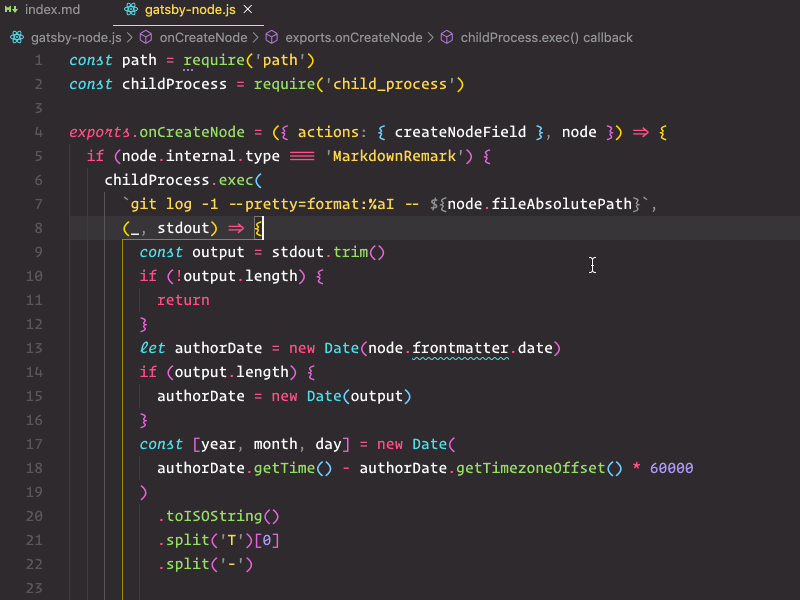 index.md gatsby-node.js
gatsby-node.js > onCreateNode > exports.onCreateNode > childProcess.exec() callback
1 const path = require('path')
2 const childProcess = require('child_process')
3
4 exports.onCreateNode = ({ actions: { createNodeField }, node }) => {
5 if (node.internal.type === 'MarkdownRemark') {
6 childProcess.exec(
7 `git log -1 --pretty=format:%aI -- ${node.fileAbsolutePath}`,
8 (_, stdout) => {
9 const output = stdout.trim()
10 if (!output.length) {
11 return
12 }
13 let authorDate = new Date(node.frontmatter.date)
14 if (output.length) {
15 authorDate = new Date(output)
16 }
17 const [year, month, day] = new Date(
18 authorDate.getTime() - authorDate.getTimezoneOffset() * 60000
19 )
20 .toISOString()
21 .split('T')[0]
22 .split('-')
23